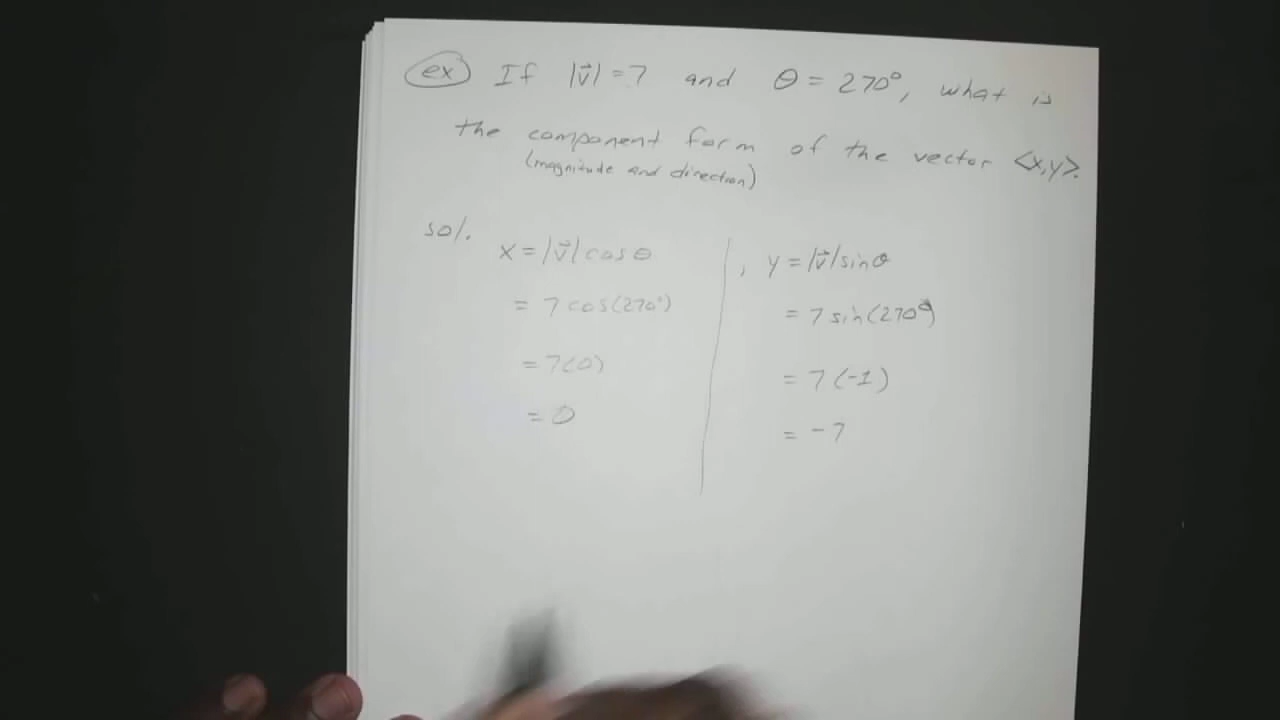 ex If |v⃗| = 7 and θ = 270°, what is
the component form of the vector <x,y>.
(magnitude and direction)
sol.
x = |v⃗| cos θ
= 7 cos(270°)
= 7(0)
= 0
, y = |v⃗| sin θ
= 7 sin(270°)
= 7(-1)
= -7